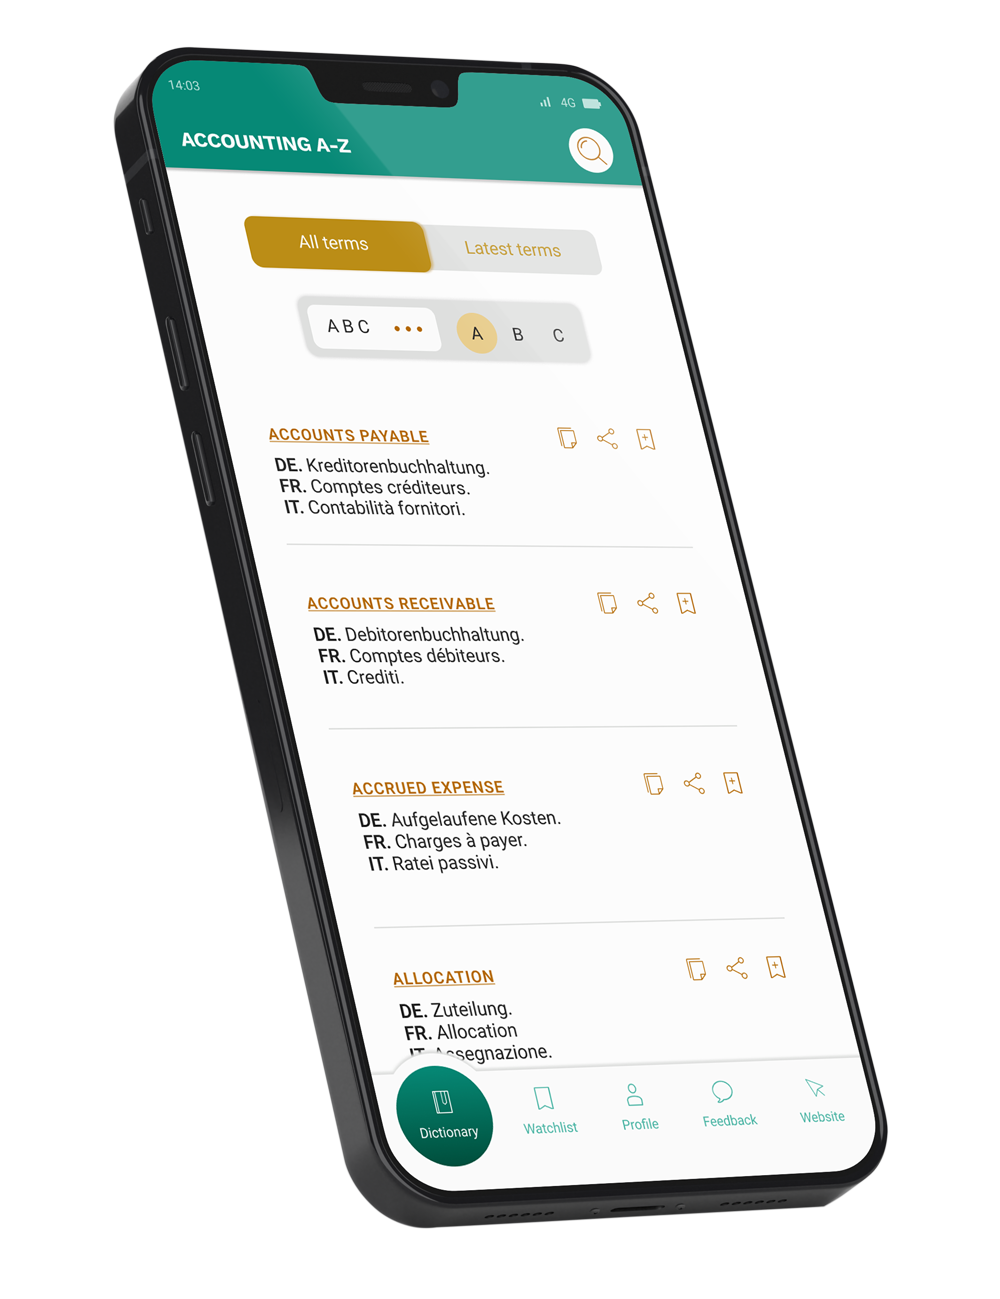 14:03
4G
ACCOUNTING A-Z
All terms
Latest terms
A B C
A B C
ACCOUNTS PAYABLE
DE. Kreditorenbuchhaltung.
FR. Comptes créditeurs.
IT. Contabilità fornitori.
ACCOUNTS RECEIVABLE
DE. Debitorenbuchhaltung.
FR. Comptes débiteurs.
IT. Crediti.
ACCRUED EXPENSE
DE. Aufgelaufene Kosten.
FR. Charges à payer.
IT. Ratei passivi.
ALLOCATION
DE. Zuteilung.
FR. Allocation
IT. Assegnazione.
Dictionary
Watchlist
Profile
Feedback
Website